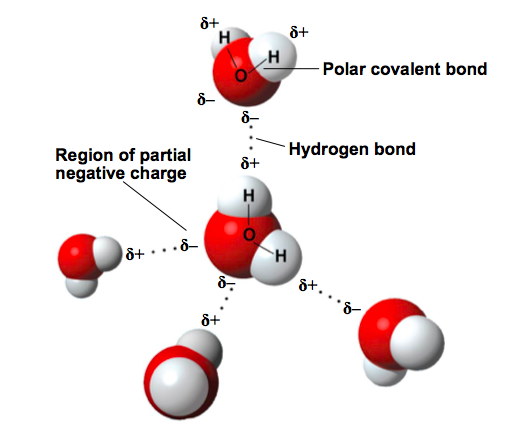 δ+
H
δ+
H
O
Polar covalent bond
δ–
δ–
Hydrogen bond
δ+
Region of partial
negative charge
H
O
H
δ+
δ–
δ–
δ+
δ–
δ+